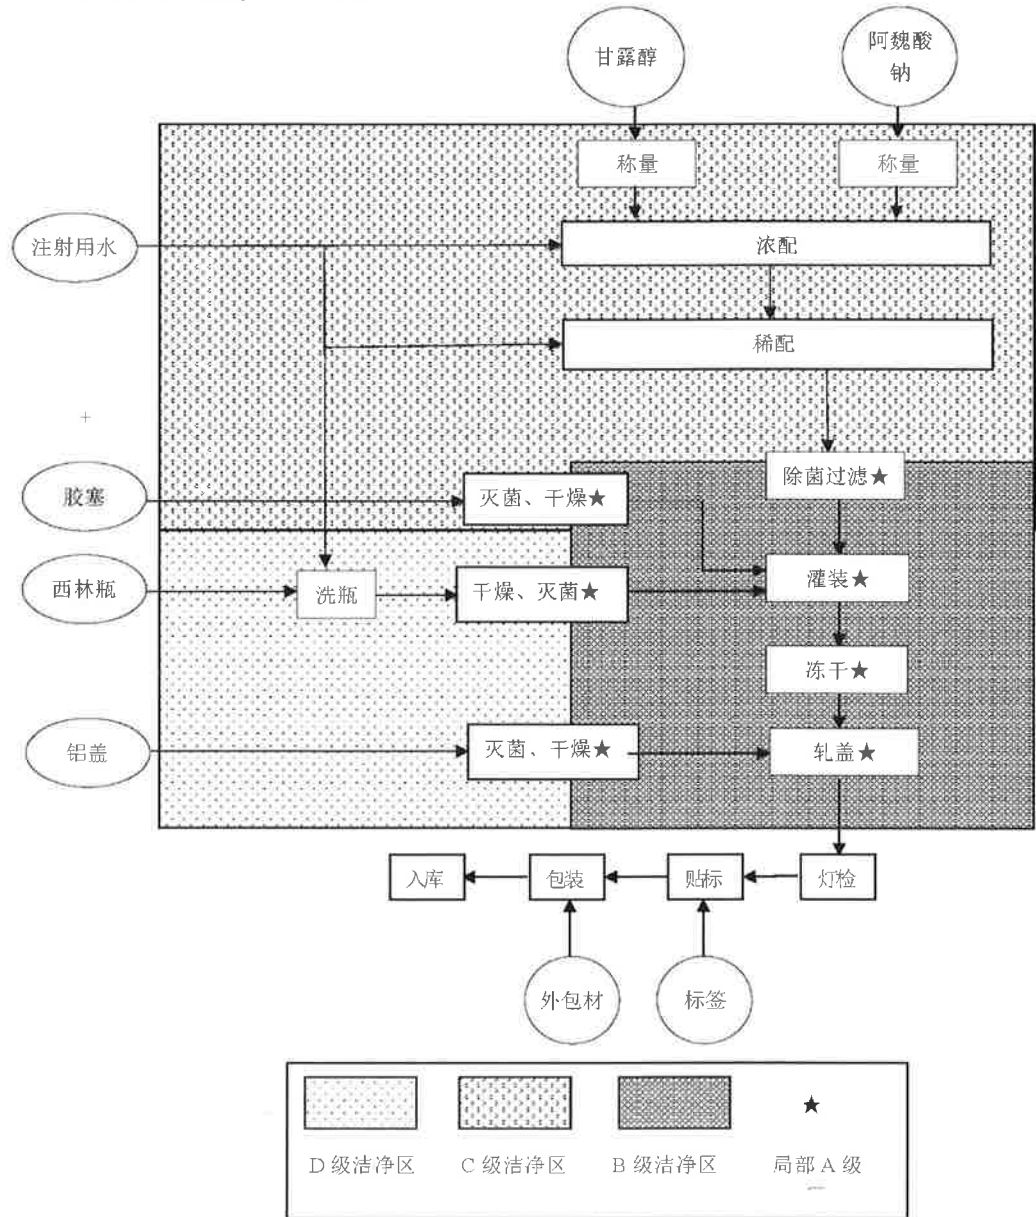 甘露醇
阿魏酸
钠
称量
称量
注射用水
浓配
稀配
+
胶塞
灭菌、干燥★
除菌过滤★
西林瓶
洗瓶
干燥、灭菌★
灌装★
冻干★
铝盖
灭菌、干燥★
轧盖★
入库
包装
贴标
灯检
外包材
标签
★
D 级洁净区
C 级洁净区
B 级洁净区
局部 A 级